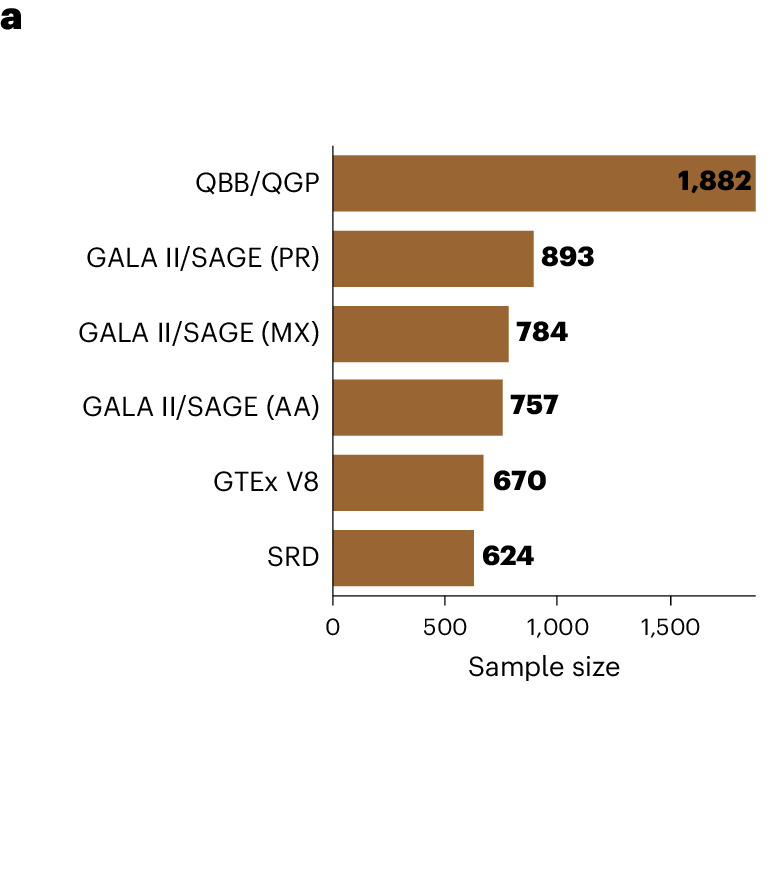 a
QBB/QGP 1,882
GALA II/SAGE (PR) 893
GALA II/SAGE (MX) 784
GALA II/SAGE (AA) 757
GTEx V8 670
SRD 624
0 500 1,000 1,500
Sample size